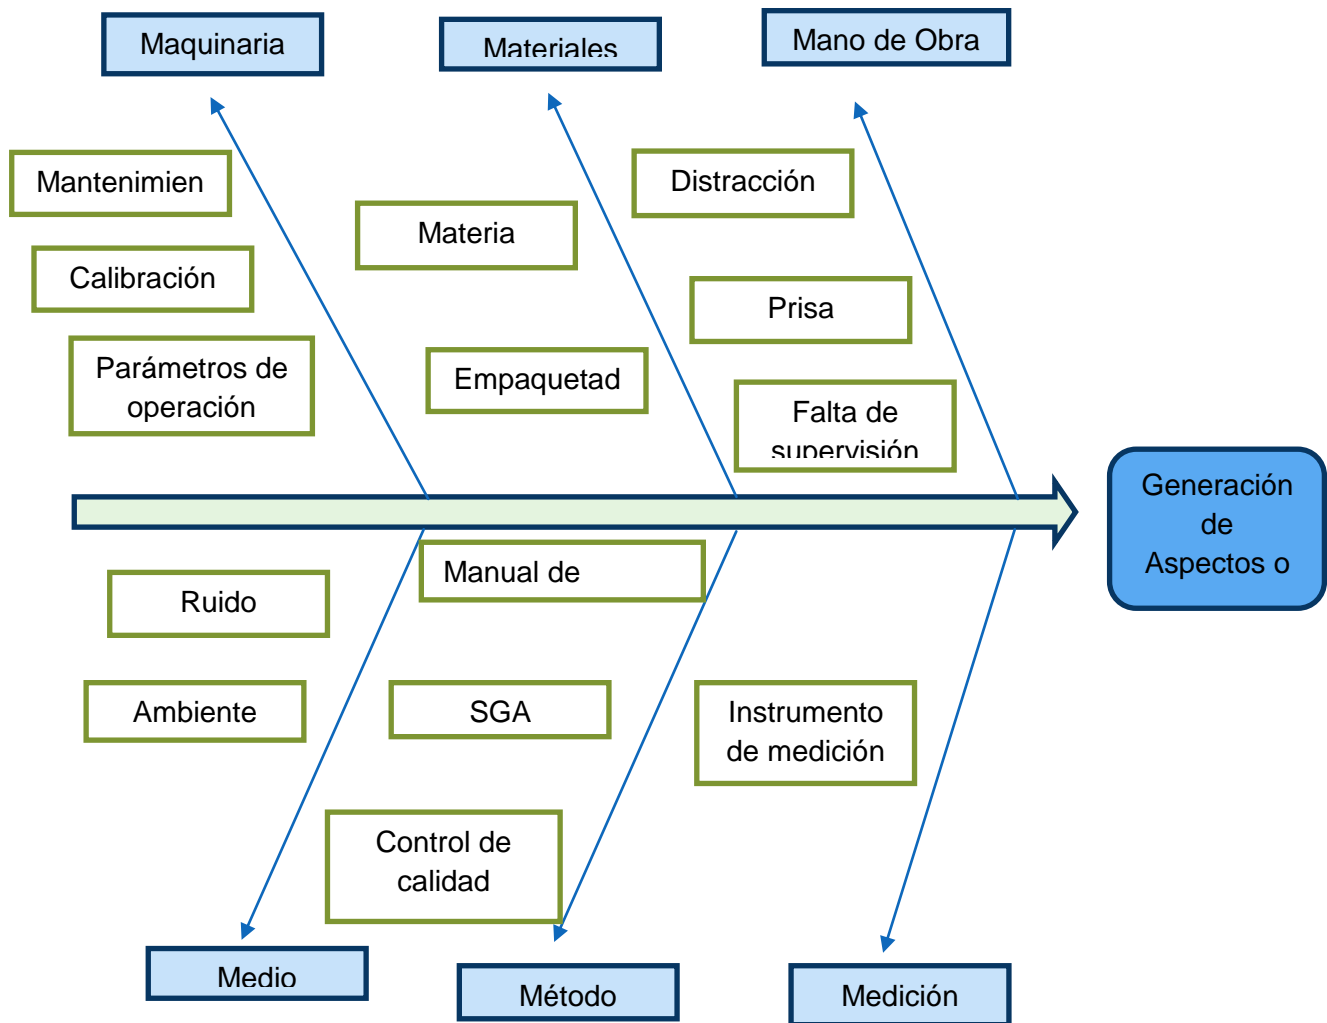 Maquinaria
Materiales
Mano de Obra
Mantenimien
Materia
Distracción
Calibración
Prisa
Parámetros de
operación
Empaquetad
Falta de
supervisión
Generación
de
Aspectos o
Manual de
Ruido
Ambiente
SGA
Instrumento
de medición
Control de
calidad
Medio
Método
Medición